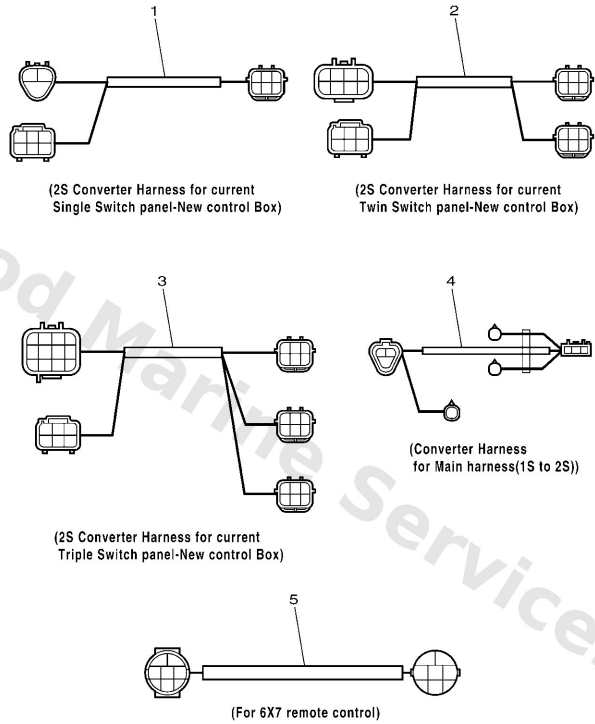 1
2
(2S Converter Harness for current
Single Switch panel-New control Box)
(2S Converter Harness for current
Twin Switch panel-New control Box)
3
4
(Converter Harness
for Main harness(1S to 2S))
(2S Converter Harness for current
Triple Switch panel-New control Box)
5
(For 6X7 remote control)
Marine Service